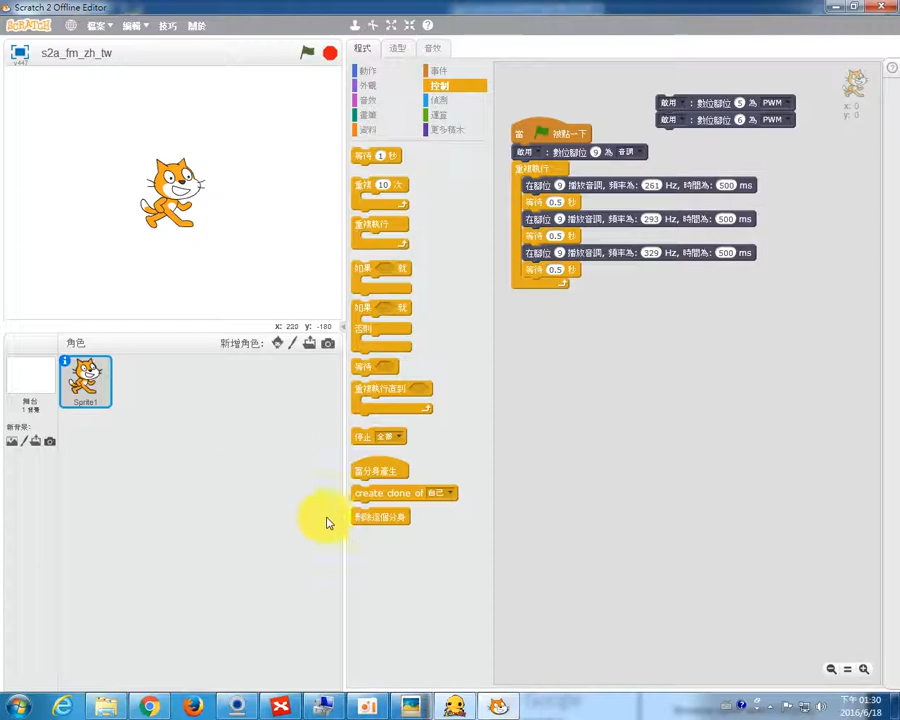 Scratch 2 Offline Editor
SCRATCH 檔案 編輯 技巧 關於
v447
s2a_fm_zh_tw
x: 220 y: -180
角色 新增角色:
舞台
1 背景
新背景:
Sprite1
程式 造型 音效
動作 事件
外觀 控制
音效 偵測
畫筆 運算
資料 更多積木
等待 1 秒
重複 10 次
重複執行
如果 就
如果 就
否則
等待
重複執行直到
停止 全部
當分身產生
create clone of 自己
刪除這個分身
x: 0
y: 0
啟用 : 數位腳位 5 為 PWM
啟用 : 數位腳位 6 為 PWM
當 被點一下
啟用 : 數位腳位 9 為 音調
重複執行
在腳位 9 播放音調, 頻率為: 261 Hz, 時間為: 500 ms
等待 0.5 秒
在腳位 9 播放音調, 頻率為: 293 Hz, 時間為: 500 ms
等待 0.5 秒
在腳位 9 播放音調, 頻率為: 329 Hz, 時間為: 500 ms
等待 0.5 秒
下午 01:30
2016/6/18